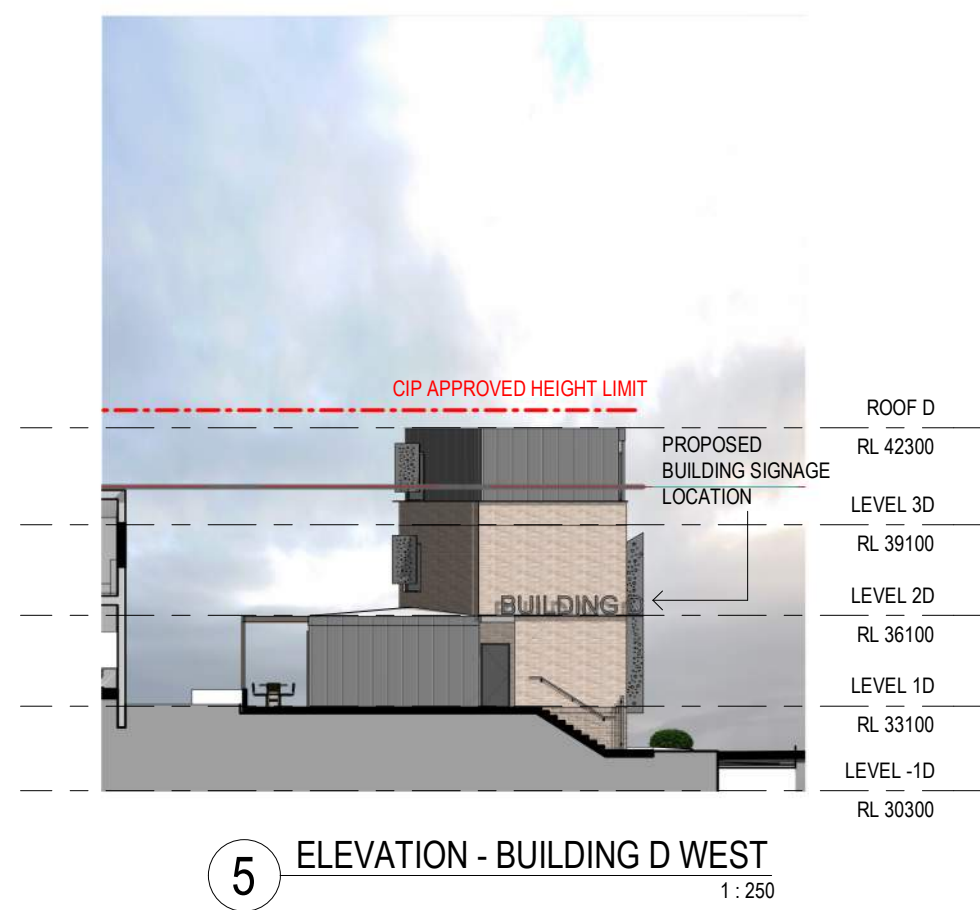 CIP APPROVED HEIGHT LIMIT
ROOF D
RL 42300
PROPOSED
BUILDING SIGNAGE
LOCATION
LEVEL 3D
RL 39100
BUILDING D
LEVEL 2D
RL 36100
LEVEL 1D
RL 33100
LEVEL -1D
RL 30300
5
ELEVATION - BUILDING D WEST
1 : 250